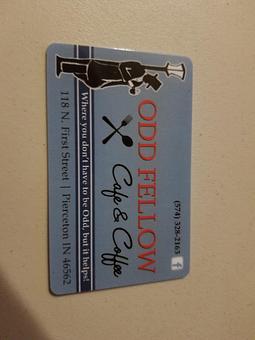 (574) 328-2163
ODD FELLOW
Cafe & Coffee
Where you don't have to be Odd, but it helps!
118 N. First Street | Pierceton IN 46562